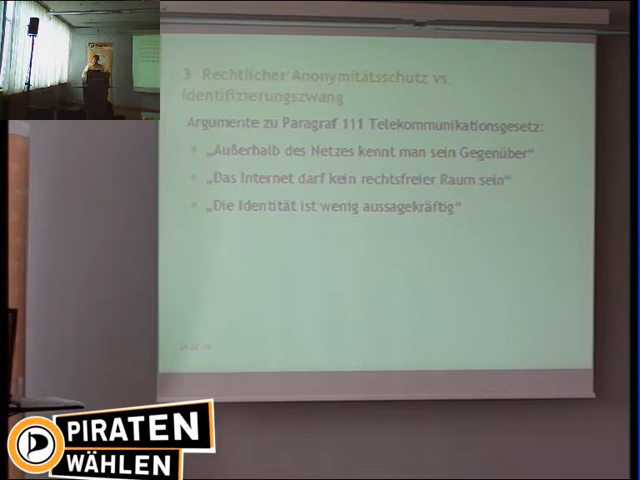 3 Rechtlicher Anonymitätsschutz vs
Identifizierungszwang
Argumente zu Paragraf 111 Telekommunikationsgesetz:
„Außerhalb des Netzes kennt man sein Gegenüber“
„Das Internet darf kein rechtsfreier Raum sein“
„Die Identität ist wenig aussagekräftig“
PIRATEN
WÄHLEN